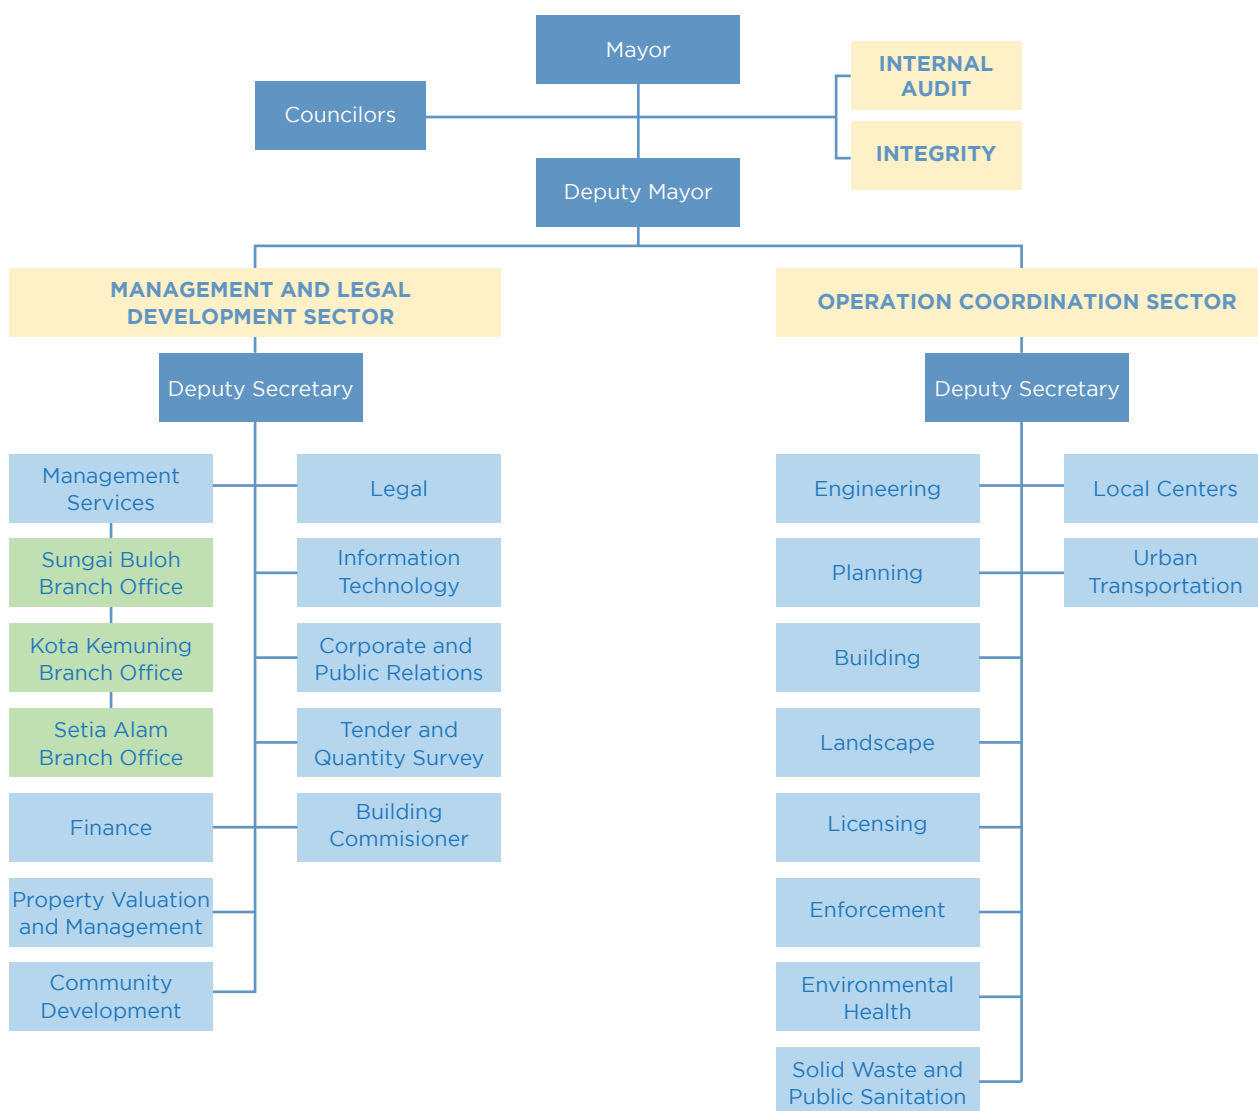 Mayor
INTERNAL
AUDIT
Councilors
INTEGRITY
Deputy Mayor
MANAGEMENT AND LEGAL
DEVELOPMENT SECTOR
OPERATION COORDINATION SECTOR
Deputy Secretary
Deputy Secretary
Management
Services
Legal
Sungai Buloh
Branch Office
Information
Technology
Kota Kemuning
Branch Office
Corporate and
Public Relations
Setia Alam
Branch Office
Tender and
Quantity Survey
Finance
Building
Commisioner
Property Valuation
and Management
Community
Development
Engineering
Local Centers
Planning
Urban
Transportation
Building
Landscape
Licensing
Enforcement
Environmental
Health
Solid Waste and
Public Sanitation